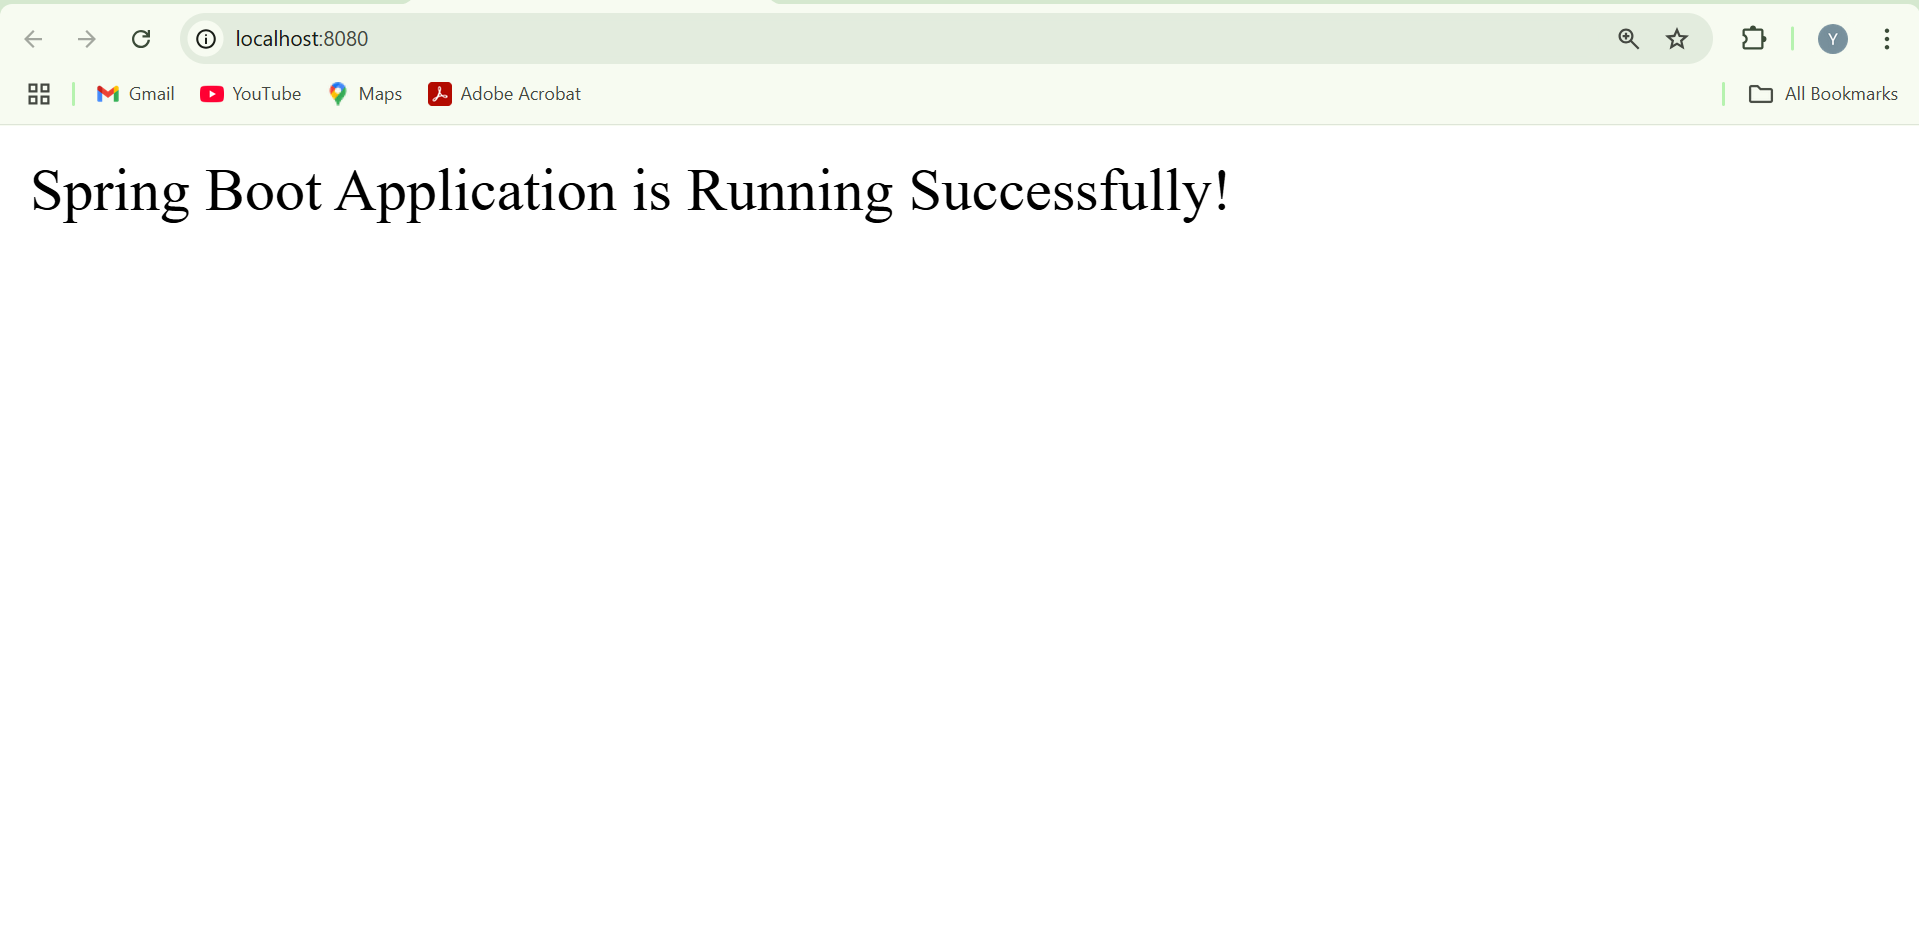 localhost:8080
Y
Gmail YouTube Maps Adobe Acrobat All Bookmarks
Spring Boot Application is Running Successfully!